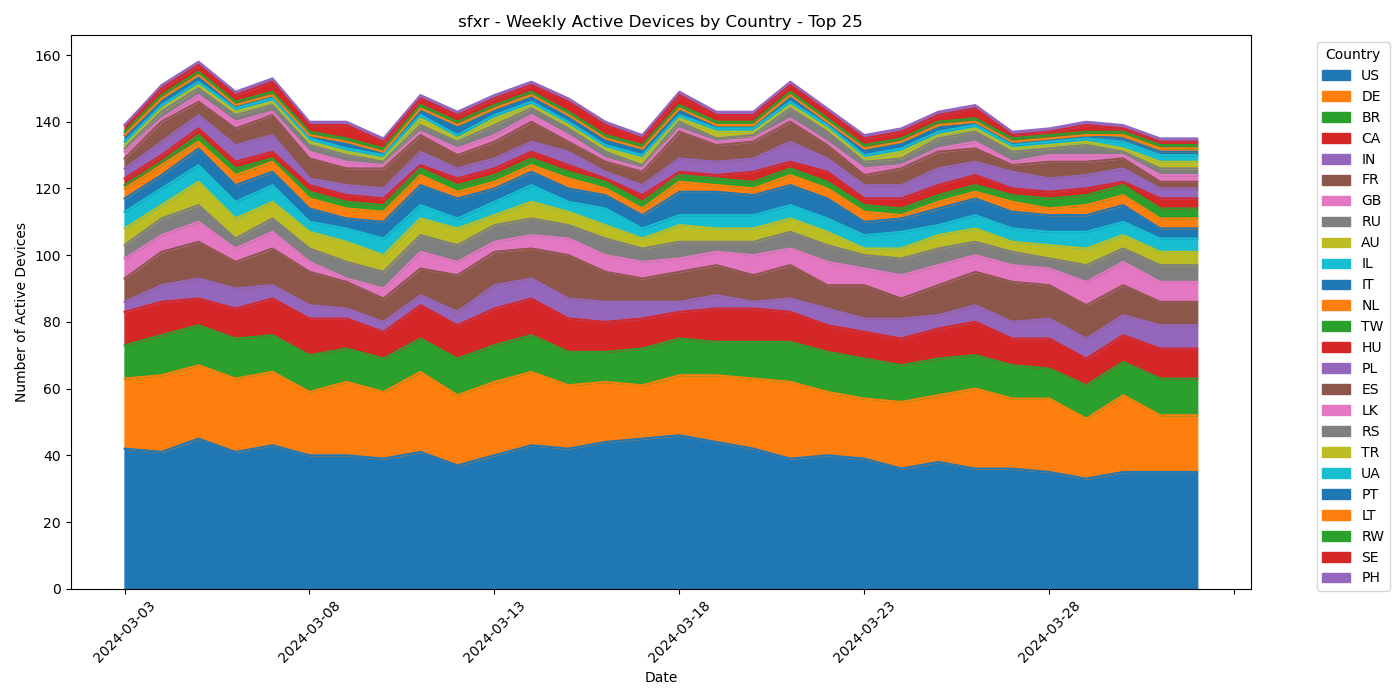 sfxr - Weekly Active Devices by Country - Top 25
Number of Active Devices
160
140
120
100
80
60
40
20
0
2024-03-03
2024-03-08
2024-03-13
2024-03-18
2024-03-23
2024-03-28
Date
Country
US
DE
BR
CA
IN
FR
GB
RU
AU
IL
IT
NL
TW
HU
PL
ES
LK
RS
TR
UA
PT
LT
RW
SE
PH